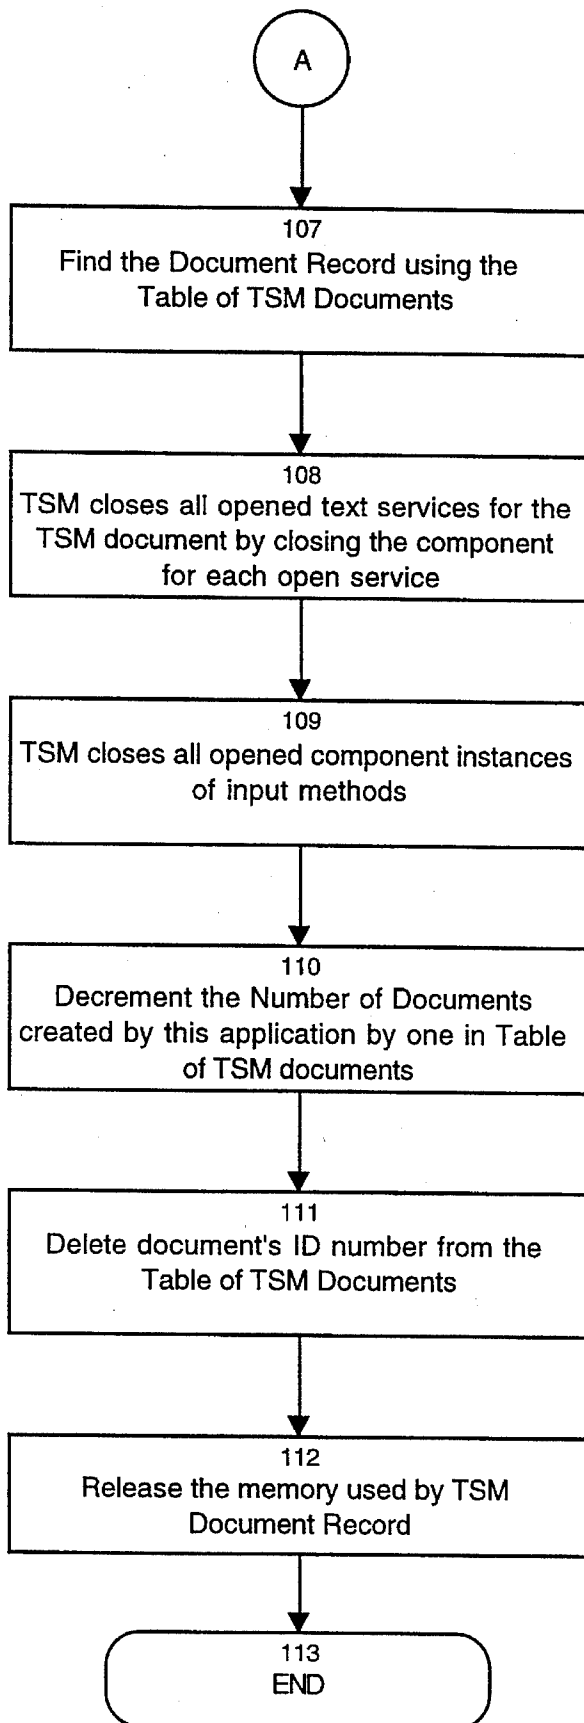 A
107
Find the Document Record using the
Table of TSM Documents
108
TSM closes all opened text services for the
TSM document by closing the component
for each open service
109
TSM closes all opened component instances
of input methods
110
Decrement the Number of Documents
created by this application by one in Table
of TSM documents
111
Delete document's ID number from the
Table of TSM Documents
112
Release the memory used by TSM
Document Record
113
END